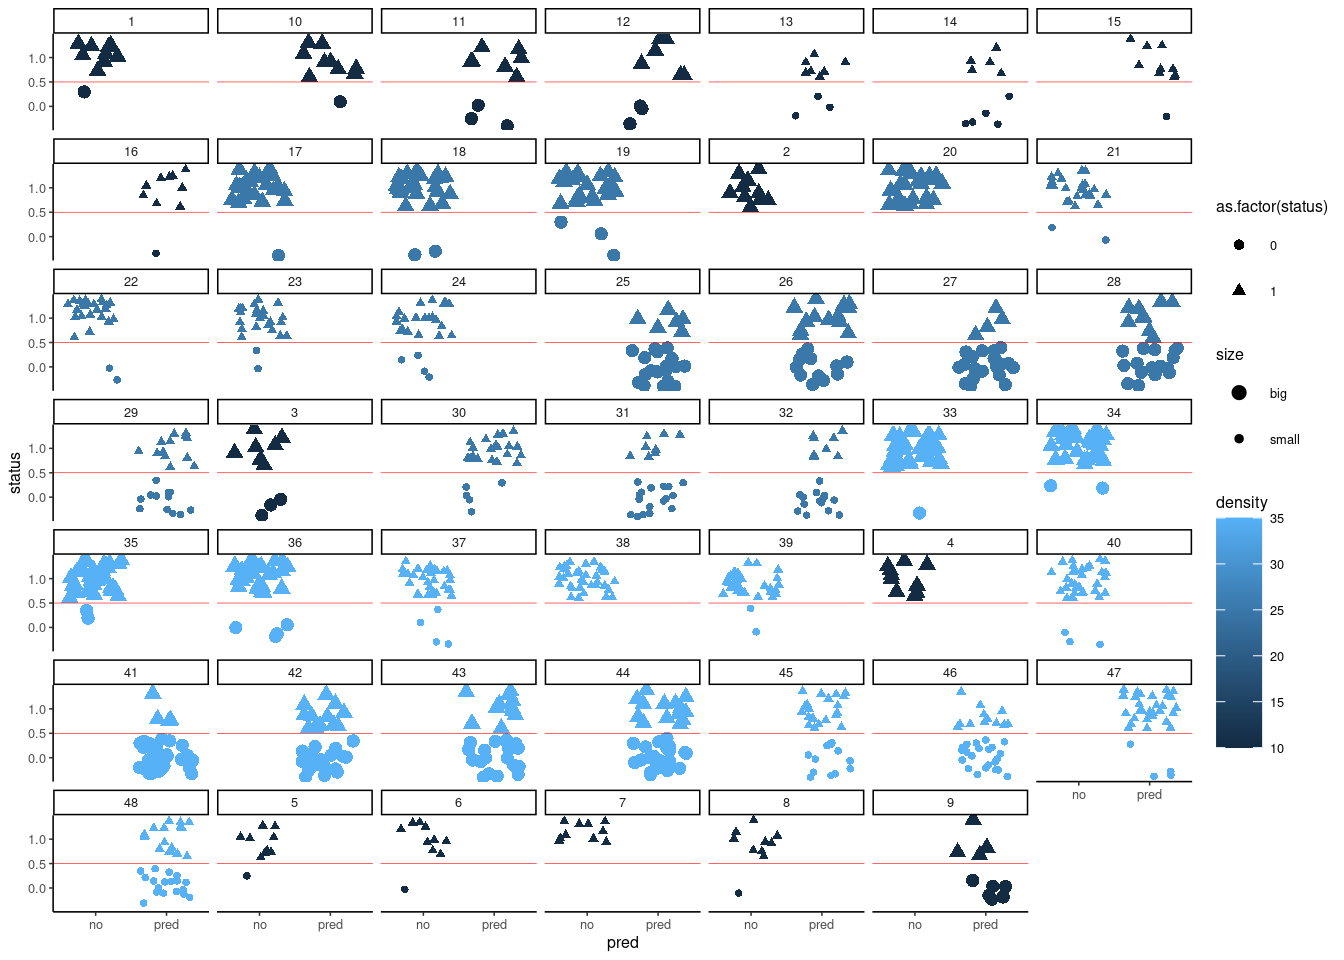 1 10 11 12 13 14 15
1.0
0.5
0.0
16 17 18 19 2 20 21
1.0
0.5
0.0
22 23 24 25 26 27 28
1.0
0.5
0.0
29 3 30 31 32 33 34
1.0
0.5
0.0
35 36 37 38 39 4 40
1.0
0.5
0.0
41 42 43 44 45 46 47
1.0
0.5
0.0
no pred
48 5 6 7 8 9
1.0
0.5
0.0
no pred no pred no pred no pred no pred no pred
pred
status
as.factor(status)
0
1
size
big
small
density
35
30
25
20
15
10